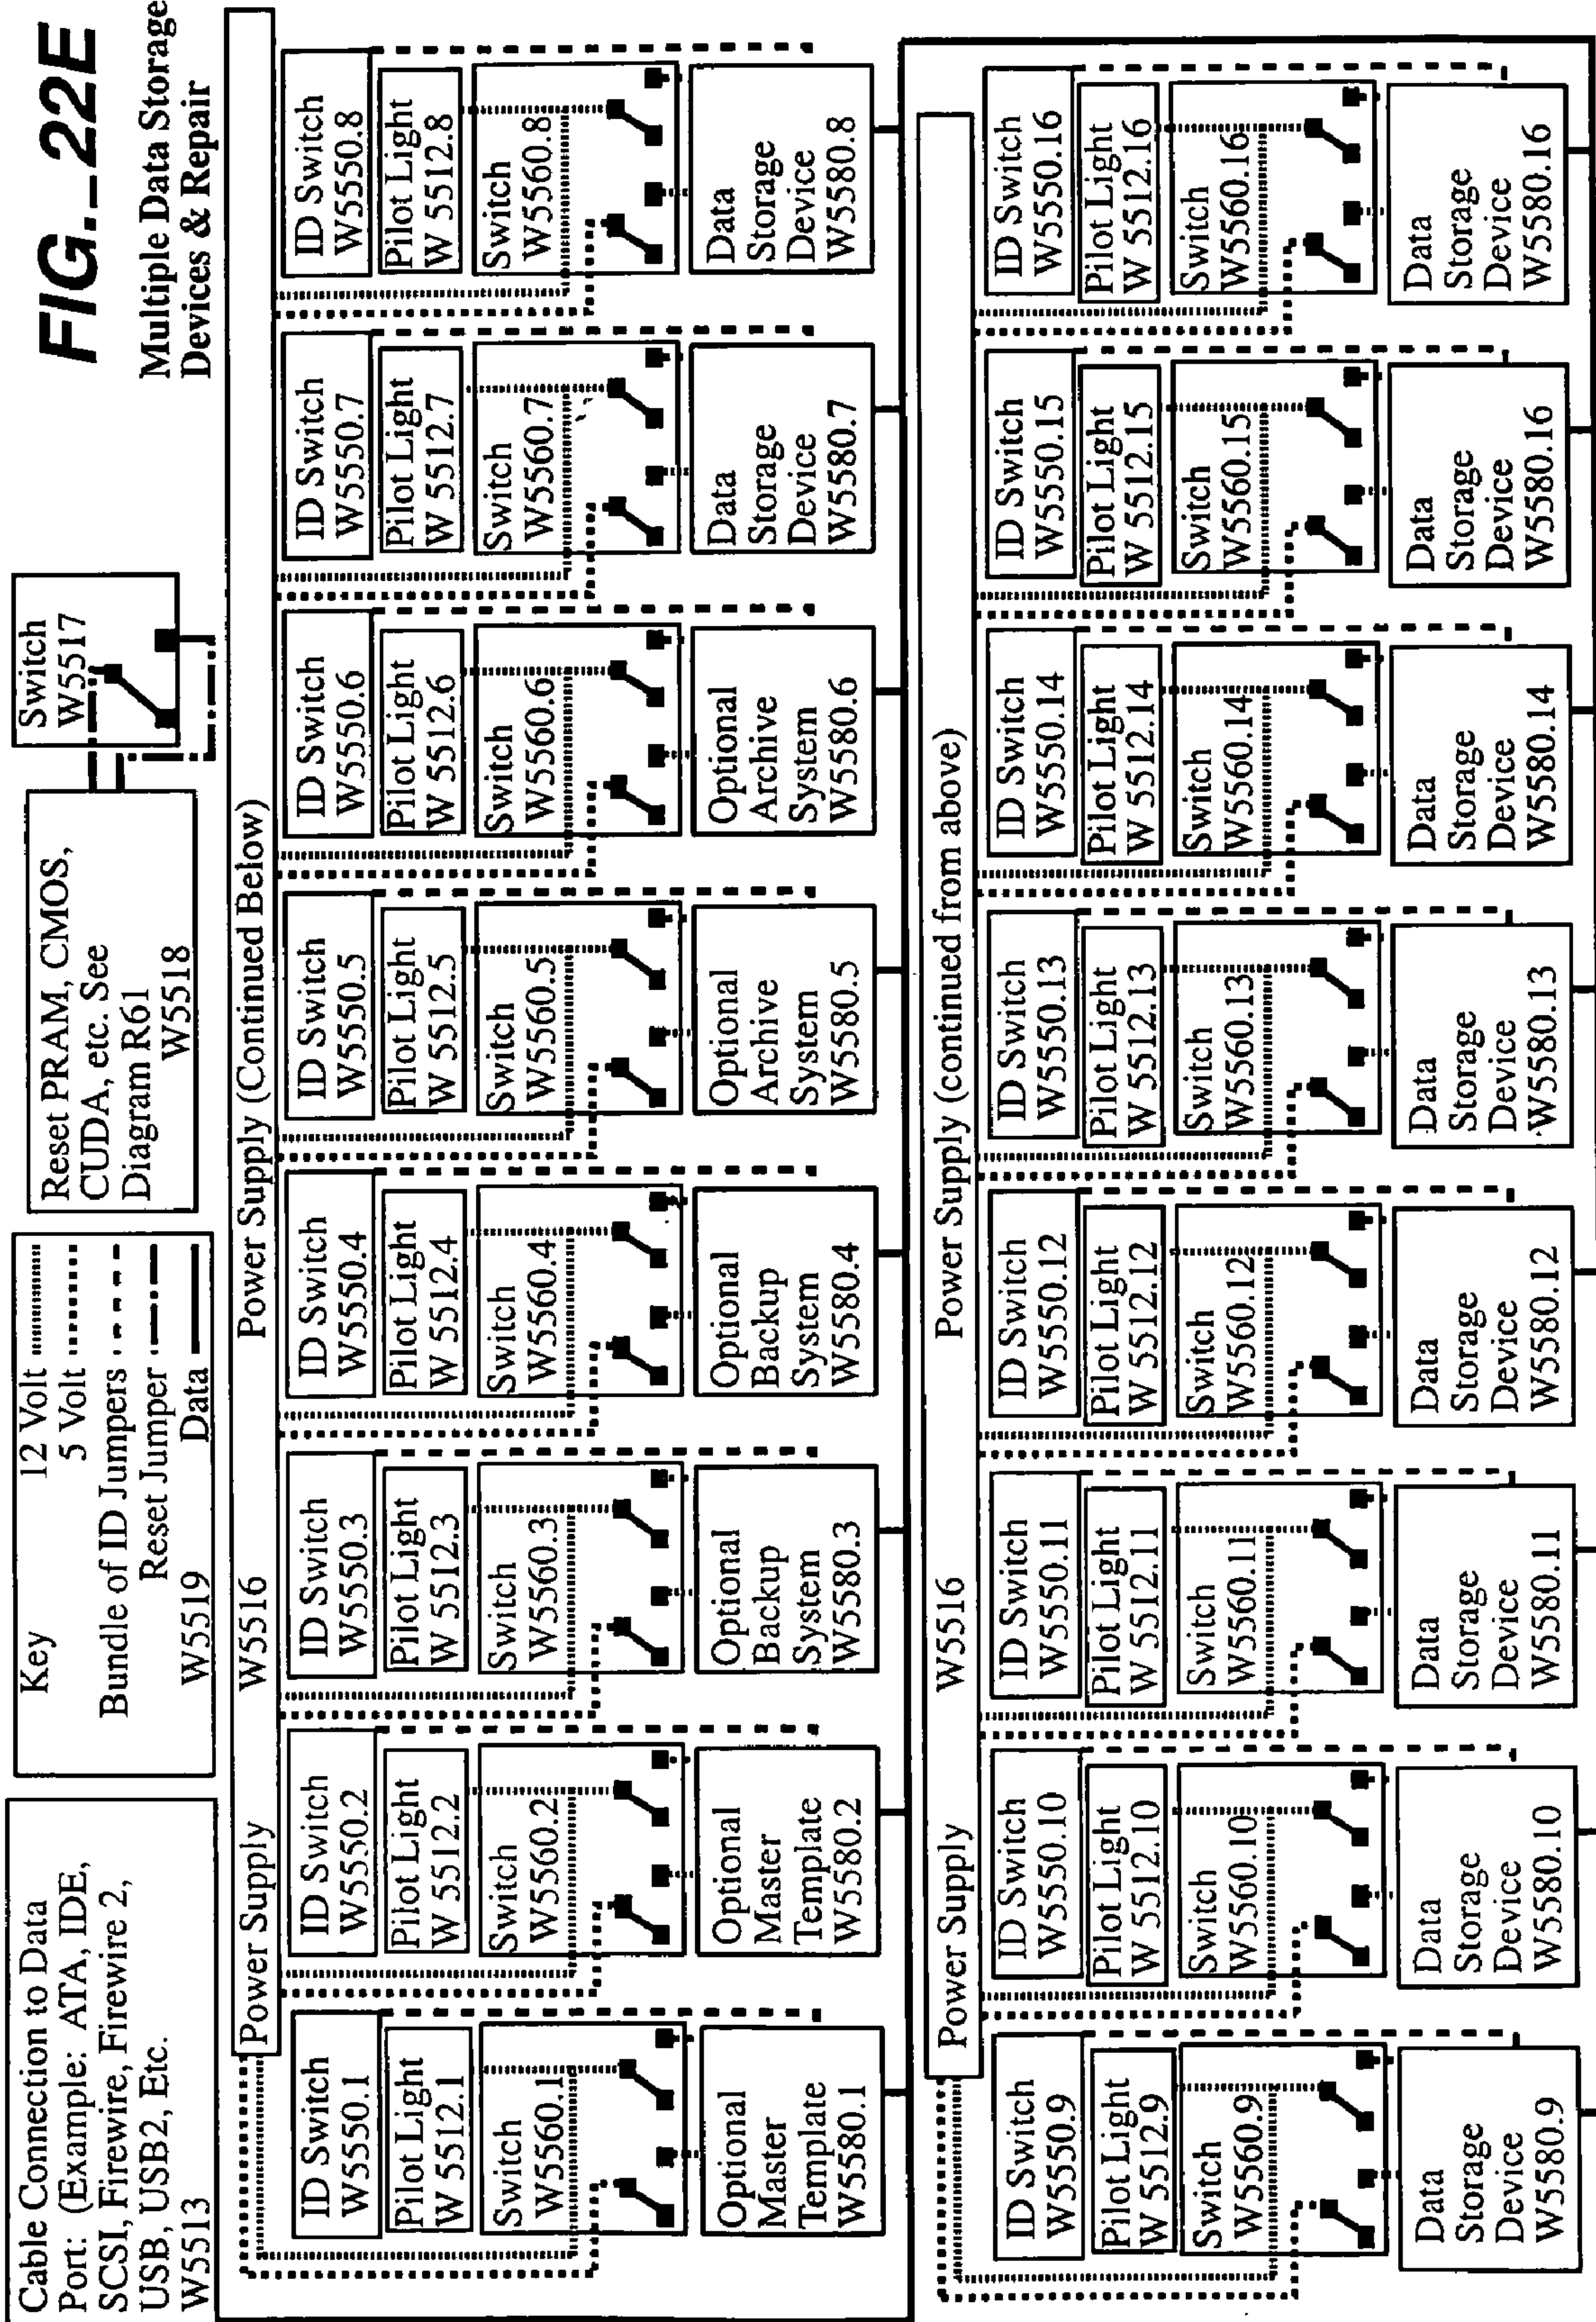 FIG._22E
Multiple Data Storage
Devices & Repair
Cable Connection to Data
Port: (Example: ATA, IDE,
SCSI, Firewire, Firewire 2,
USB, USB2, Etc.
W5513
Key
12 Volt
5 Volt
Bundle of ID Jumpers
Reset Jumper
W5519
Data
Reset PRAM, CMOS,
CUDA, etc. See
Diagram R61
W5518
Switch
W5517
Power Supply
W5516
Power Supply (Continued Below)
ID Switch
W5550.1
Pilot Light
W 5512.1
Switch
W5560.1
Optional
Master
Template
W5580.1
ID Switch
W5550.2
Pilot Light
W 5512.2
Switch
W5560.2
Optional
Master
Template
W5580.2
ID Switch
W5550.3
Pilot Light
W 5512.3
Switch
W5560.3
Optional
Backup
System
W5580.3
ID Switch
W5550.4
Pilot Light
W 5512.4
Switch
W5560.4
Optional
Backup
System
W5580.4
ID Switch
W5550.5
Pilot Light
W 5512.5
Switch
W5560.5
Optional
Archive
System
W5580.5
ID Switch
W5550.6
Pilot Light
W 5512.6
Switch
W5560.6
Optional
Archive
System
W5580.6
ID Switch
W5550.7
Pilot Light
W 5512.7
Switch
W5560.7
Data
Storage
Device
W5580.7
ID Switch
W5550.8
Pilot Light
W 5512.8
Switch
W5560.8
Data
Storage
Device
W5580.8
Power Supply
W5516
Power Supply (continued from above)
ID Switch
W5550.9
Pilot Light
W 5512.9
Switch
W5560.9
Data
Storage
Device
W5580.9
ID Switch
W5550.10
Pilot Light
W 5512.10
Switch
W5560.10
Data
Storage
Device
W5580.10
ID Switch
W5550.11
Pilot Light
W 5512.11
Switch
W5560.11
Data
Storage
Device
W5580.11
ID Switch
W5550.12
Pilot Light
W 5512.12
Switch
W5560.12
Data
Storage
Device
W5580.12
ID Switch
W5550.13
Pilot Light
W 5512.13
Switch
W5560.13
Data
Storage
Device
W5580.13
ID Switch
W5550.14
Pilot Light
W 5512.14
Switch
W5560.14
Data
Storage
Device
W5580.14
ID Switch
W5550.15
Pilot Light
W 5512.15
Switch
W5560.15
Data
Storage
Device
W5580.16
ID Switch
W5550.16
Pilot Light
W 5512.16
Switch
W5560.16
Data
Storage
Device
W5580.16